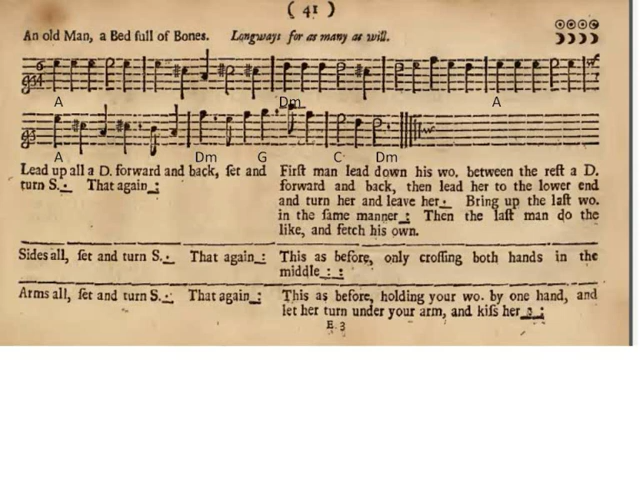 ( 41 )
An old Man, a Bed full of Bones. Longways for as many as will.
A Dm A
A Dm G C Dm
Lead up all a D. forward and back, set and
turn S.⁚ That again ⁚
First man lead down his wo. between the rest a D.
forward and back, then lead her to the lower end
and turn her and leave her ⁚ Bring up the last wo.
in the same manner ⁚ Then the last man do the
like, and fetch his own.
Sides all, set and turn S.⁚ That again ⁚
This as before, only crossing both hands in the
middle ⁚ ⁚
Arms all, set and turn S.⁚ That again ⁚
This as before, holding your wo. by one hand, and
let her turn under your arm, and kiss her ⁚ ⁚
E 3